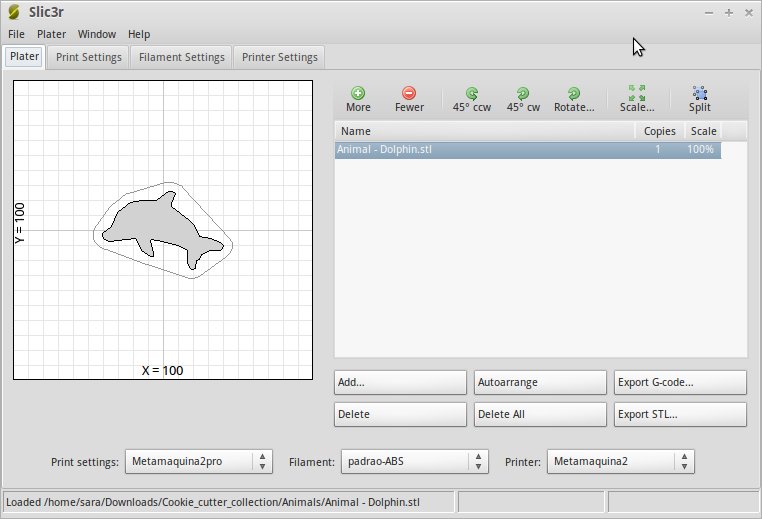 Slic3r
File Plater Window Help
Plater Print Settings Filament Settings Printer Settings
More Fewer 45° ccw 45° cw Rotate... Scale... Split
Name Copies Scale
Animal - Dolphin.stl 1 100%
Y = 100
X = 100
Add... Autoarrange Export G-code...
Delete Delete All Export STL...
Print settings: Metamaquina2pro Filament: padrao-ABS Printer: Metamaquina2
Loaded /home/sara/Downloads/Cookie_cutter_collection/Animals/Animal - Dolphin.stl